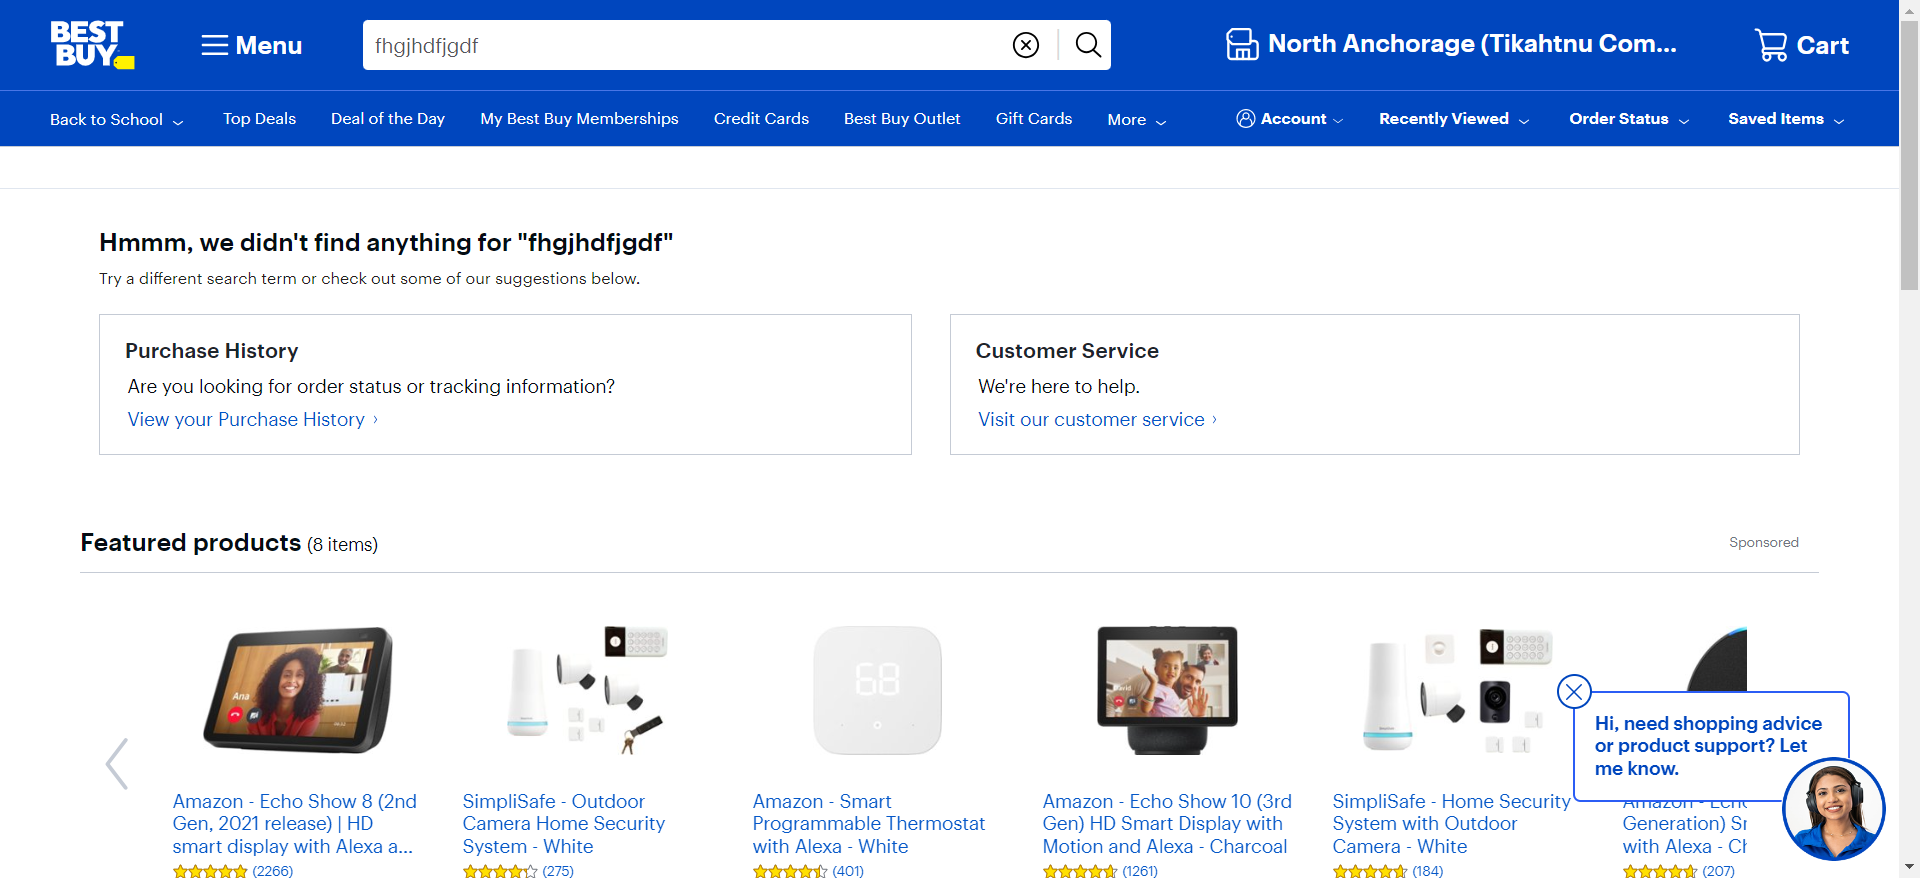 BEST
BUY
Menu
fhgjhdfjgdf
North Anchorage (Tikahtnu Com...
Cart
Back to School
Top Deals
Deal of the Day
My Best Buy Memberships
Credit Cards
Best Buy Outlet
Gift Cards
More
Account
Recently Viewed
Order Status
Saved Items
Hmmm, we didn't find anything for "fhgjhdfjgdf"
Try a different search term or check out some of our suggestions below.
Purchase History
Are you looking for order status or tracking information?
View your Purchase History
Customer Service
We're here to help.
Visit our customer service
Featured products (8 items)
Sponsored
Ana
68
David
Amazon - Echo Show 8 (2nd
Gen, 2021 release) | HD
smart display with Alexa a...
(2266)
SimpliSafe - Outdoor
Camera Home Security
System - White
(275)
Amazon - Smart
Programmable Thermostat
with Alexa - White
(401)
Amazon - Echo Show 10 (3rd
Gen) HD Smart Display with
Motion and Alexa - Charcoal
(1261)
SimpliSafe - Home Security
System with Outdoor
Camera - White
(184)
Amazon - Echo
Generation)
with Alexa -
(207)
Hi, need shopping advice
or product support? Let
me know.